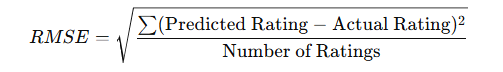 RMSE = √(∑(Predicted Rating − Actual Rating)² / Number of Ratings)